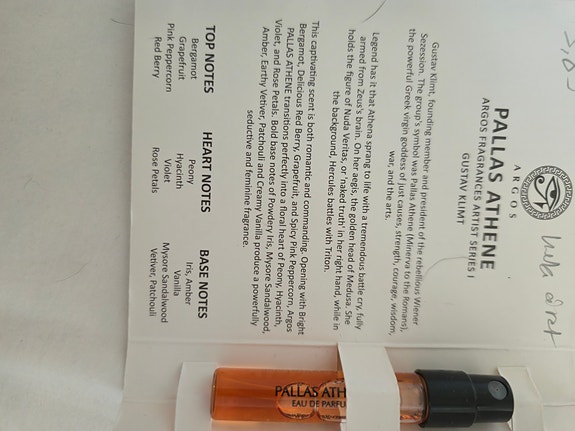 ARGOS
PALLAS ATHENE
ARGOS FRAGRANCES ARTIST SERIES I
GUSTAV KLIMT
Gustav Klimt, founding member and president of the rebellious Wiener
Sezession. The group's symbol was Pallas Athene (Minerva to the Romans),
the powerful Greek virgin goddess of just causes, strength, courage, wisdom,
war, and the arts.
Legend has it that Athena sprang to life with a tremendous battle cry, fully
armed from Zeus's brain. On her aegis, the golden head of Medusa. She
holds the figure of Nuda Veritas, or 'naked truth' in her right hand, while in
the background, Hercules battles with Triton.
This captivating scent is both romantic and commanding. Opening with Bright
Bergamot, Delicious Red Berry, Grapefruit, and Spicy Pink Peppercorn, Argos
PALLAS ATHENE transitions perfectly into a floral heart of Peony, Hyacinth,
Violet, and Rose Petals. Bold base notes of Powdery Iris, Mysore Sandalwood,
Amber, Earthy Vetiver, Patchouli and Creamy Vanilla produce a powerfully
seductive and feminine fragrance.
TOP NOTES
Bergamot
Grapefruit
Pink Peppercorn
Red Berry
HEART NOTES
Peony
Hyacinth
Violet
Rose Petals
BASE NOTES
Iris, Amber
Vanilla
Mysore Sandalwood
Vetiver, Patchouli
PALLAS ATH
EAU DE PARFU